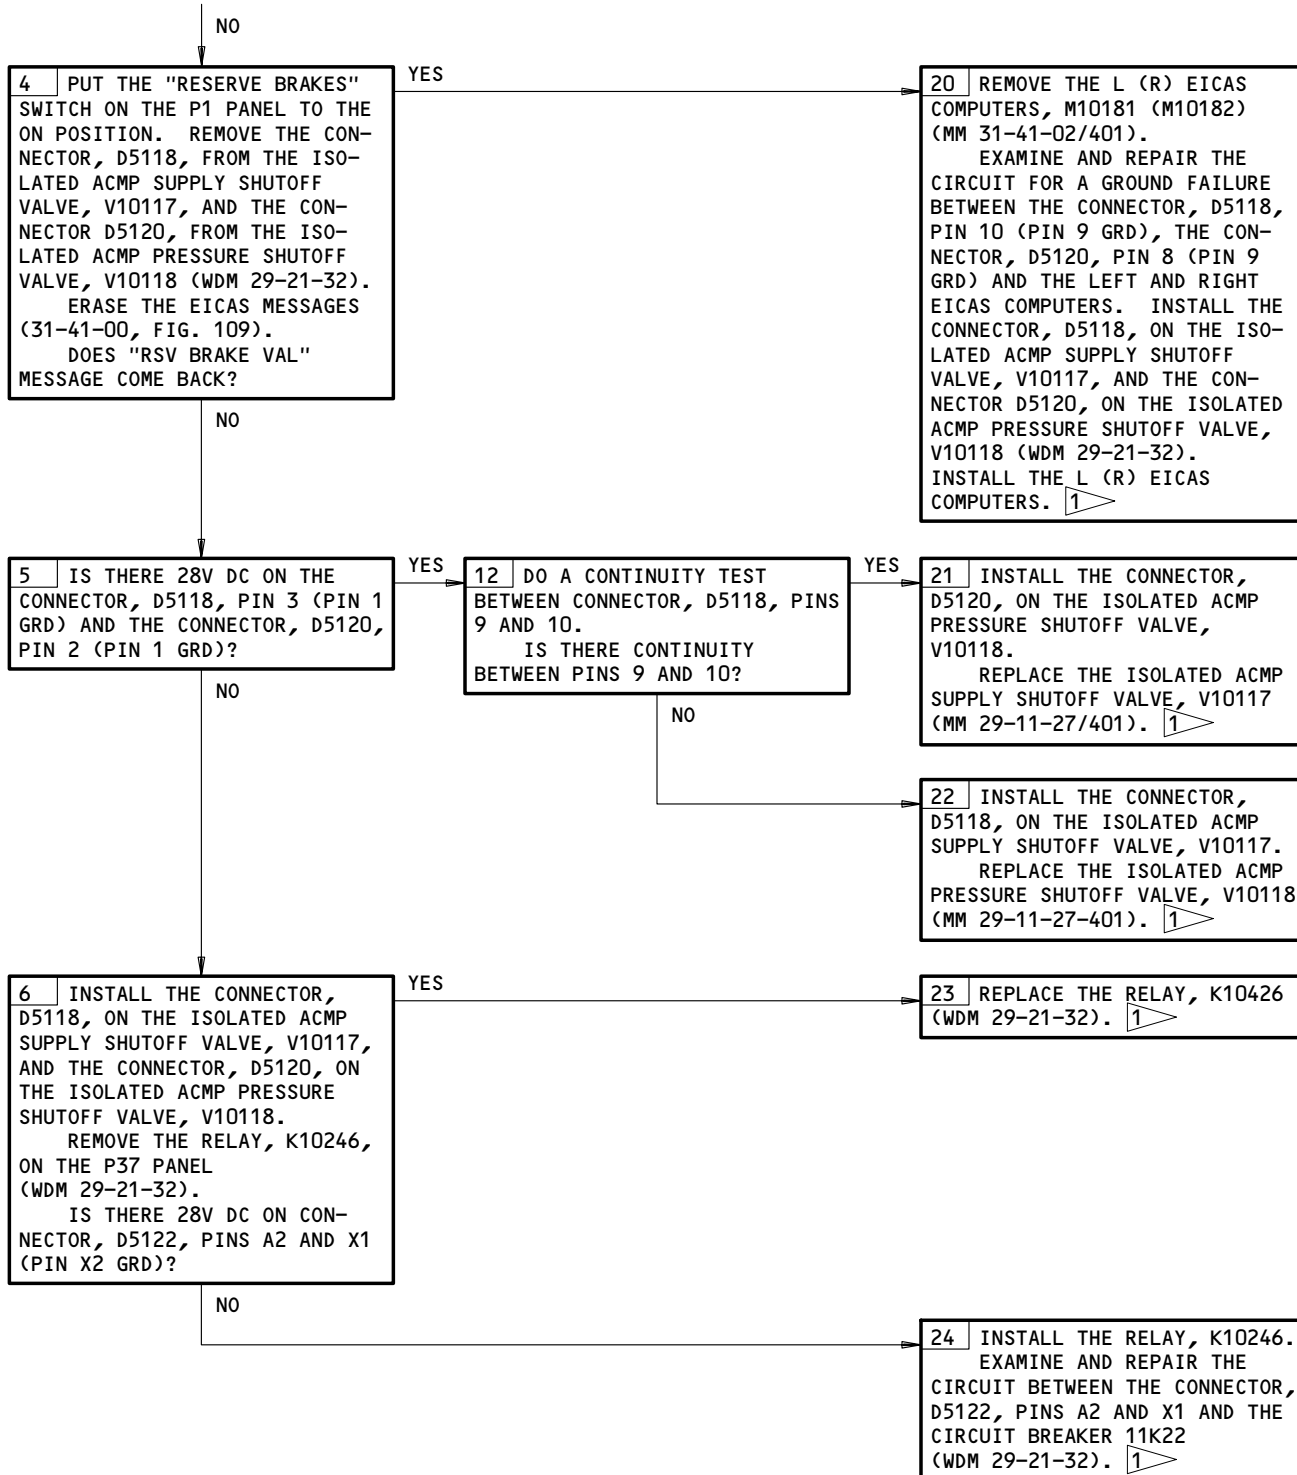 NO
4 PUT THE "RESERVE BRAKES"
SWITCH ON THE P1 PANEL TO THE
ON POSITION. REMOVE THE CON-
NECTOR, D5118, FROM THE ISO-
LATED ACMP SUPPLY SHUTOFF
VALVE, V10117, AND THE CON-
NECTOR D5120, FROM THE ISO-
LATED ACMP PRESSURE SHUTOFF
VALVE, V10118 (WDM 29-21-32).
ERASE THE EICAS MESSAGES
(31-41-00, FIG. 109).
DOES "RSV BRAKE VAL"
MESSAGE COME BACK?
YES
20 REMOVE THE L (R) EICAS
COMPUTERS, M10181 (M10182)
(MM 31-41-02/401).
EXAMINE AND REPAIR THE
CIRCUIT FOR A GROUND FAILURE
BETWEEN THE CONNECTOR, D5118,
PIN 10 (PIN 9 GRD), THE CON-
NECTOR, D5120, PIN 8 (PIN 9
GRD) AND THE LEFT AND RIGHT
EICAS COMPUTERS. INSTALL THE
CONNECTOR, D5118, ON THE ISO-
LATED ACMP SUPPLY SHUTOFF
VALVE, V10117, AND THE CON-
NECTOR D5120, ON THE ISOLATED
ACMP PRESSURE SHUTOFF VALVE,
V10118 (WDM 29-21-32).
INSTALL THE L (R) EICAS
COMPUTERS. 1
NO
5 IS THERE 28V DC ON THE
CONNECTOR, D5118, PIN 3 (PIN 1
GRD) AND THE CONNECTOR, D5120,
PIN 2 (PIN 1 GRD)?
YES
12 DO A CONTINUITY TEST
BETWEEN CONNECTOR, D5118, PINS
9 AND 10.
IS THERE CONTINUITY
BETWEEN PINS 9 AND 10?
YES
21 INSTALL THE CONNECTOR,
D5120, ON THE ISOLATED ACMP
PRESSURE SHUTOFF VALVE,
V10118.
REPLACE THE ISOLATED ACMP
SUPPLY SHUTOFF VALVE, V10117
(MM 29-11-27/401). 1
NO
22 INSTALL THE CONNECTOR,
D5118, ON THE ISOLATED ACMP
SUPPLY SHUTOFF VALVE, V10117.
REPLACE THE ISOLATED ACMP
PRESSURE SHUTOFF VALVE, V10118
(MM 29-11-27-401). 1
NO
6 INSTALL THE CONNECTOR,
D5118, ON THE ISOLATED ACMP
SUPPLY SHUTOFF VALVE, V10117,
AND THE CONNECTOR, D5120, ON
THE ISOLATED ACMP PRESSURE
SHUTOFF VALVE, V10118.
REMOVE THE RELAY, K10246,
ON THE P37 PANEL
(WDM 29-21-32).
IS THERE 28V DC ON CON-
NECTOR, D5122, PINS A2 AND X1
(PIN X2 GRD)?
YES
23 REPLACE THE RELAY, K10426
(WDM 29-21-32). 1
NO
24 INSTALL THE RELAY, K10246.
EXAMINE AND REPAIR THE
CIRCUIT BETWEEN THE CONNECTOR,
D5122, PINS A2 AND X1 AND THE
CIRCUIT BREAKER 11K22
(WDM 29-21-32). 1